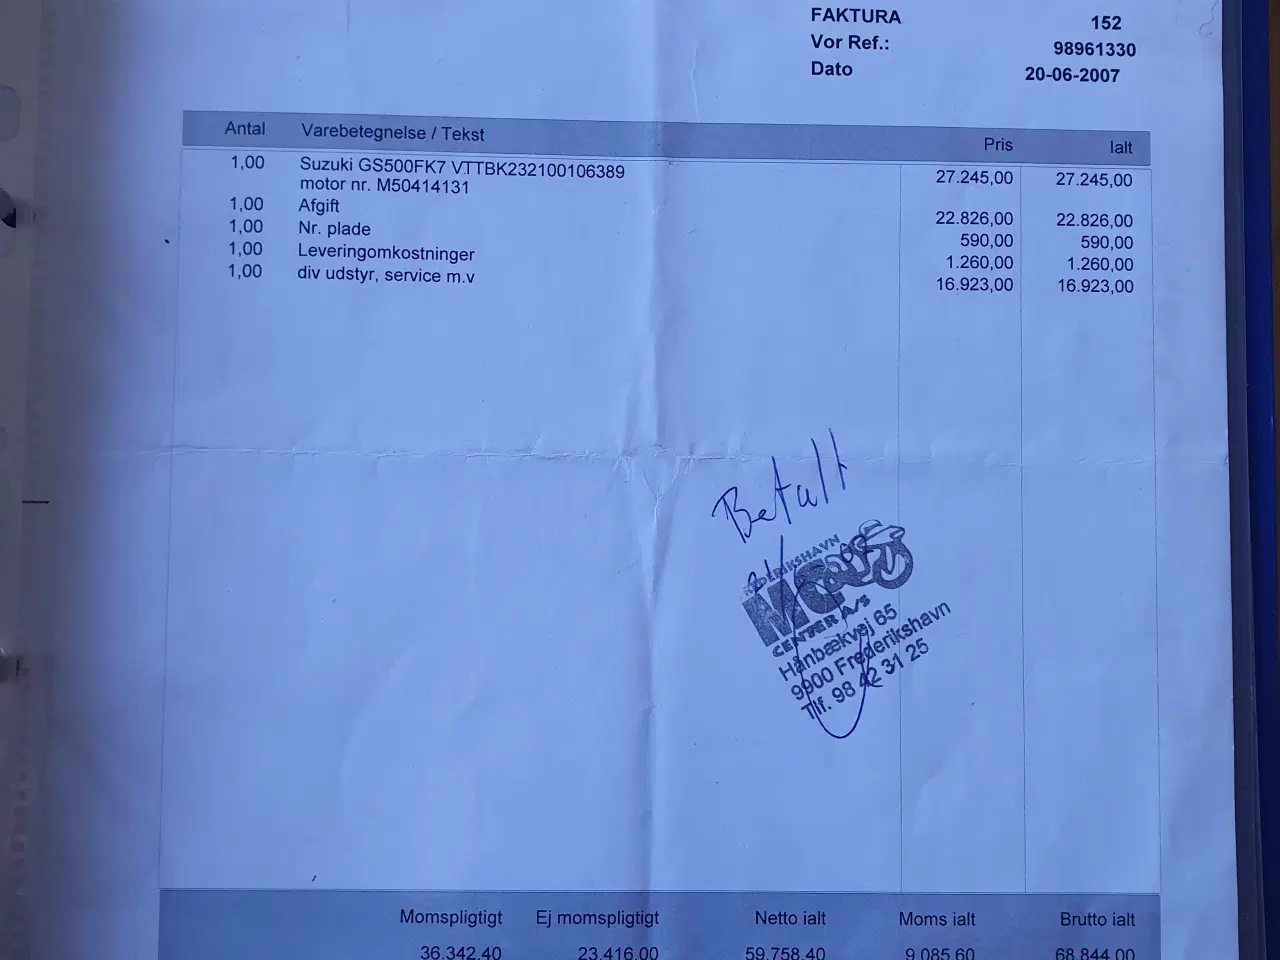 FAKTURA 152
Vor Ref.: 98961330
Dato 20-06-2007
Antal Varebetegnelse / Tekst Pris Ialt
1,00 Suzuki GS500FK7 VTTBK232100106389 27.245,00 27.245,00
motor nr. M50414131
1,00 Afgift 22.826,00 22.826,00
1,00 Nr. plade 590,00 590,00
1,00 Leveringomkostninger 1.260,00 1.260,00
1,00 div udstyr, service m.v 16.923,00 16.923,00
Betalt
FREDERIKSHAVN
MC
CENTER A/S
Hånbækvej 65
9900 Frederikshavn
Tlf. 98 42 31 25
Momspligtigt Ej momspligtigt Netto ialt Moms ialt Brutto ialt
36.342,40 23.416,00 59.758,40 9.085,60 68.844,00